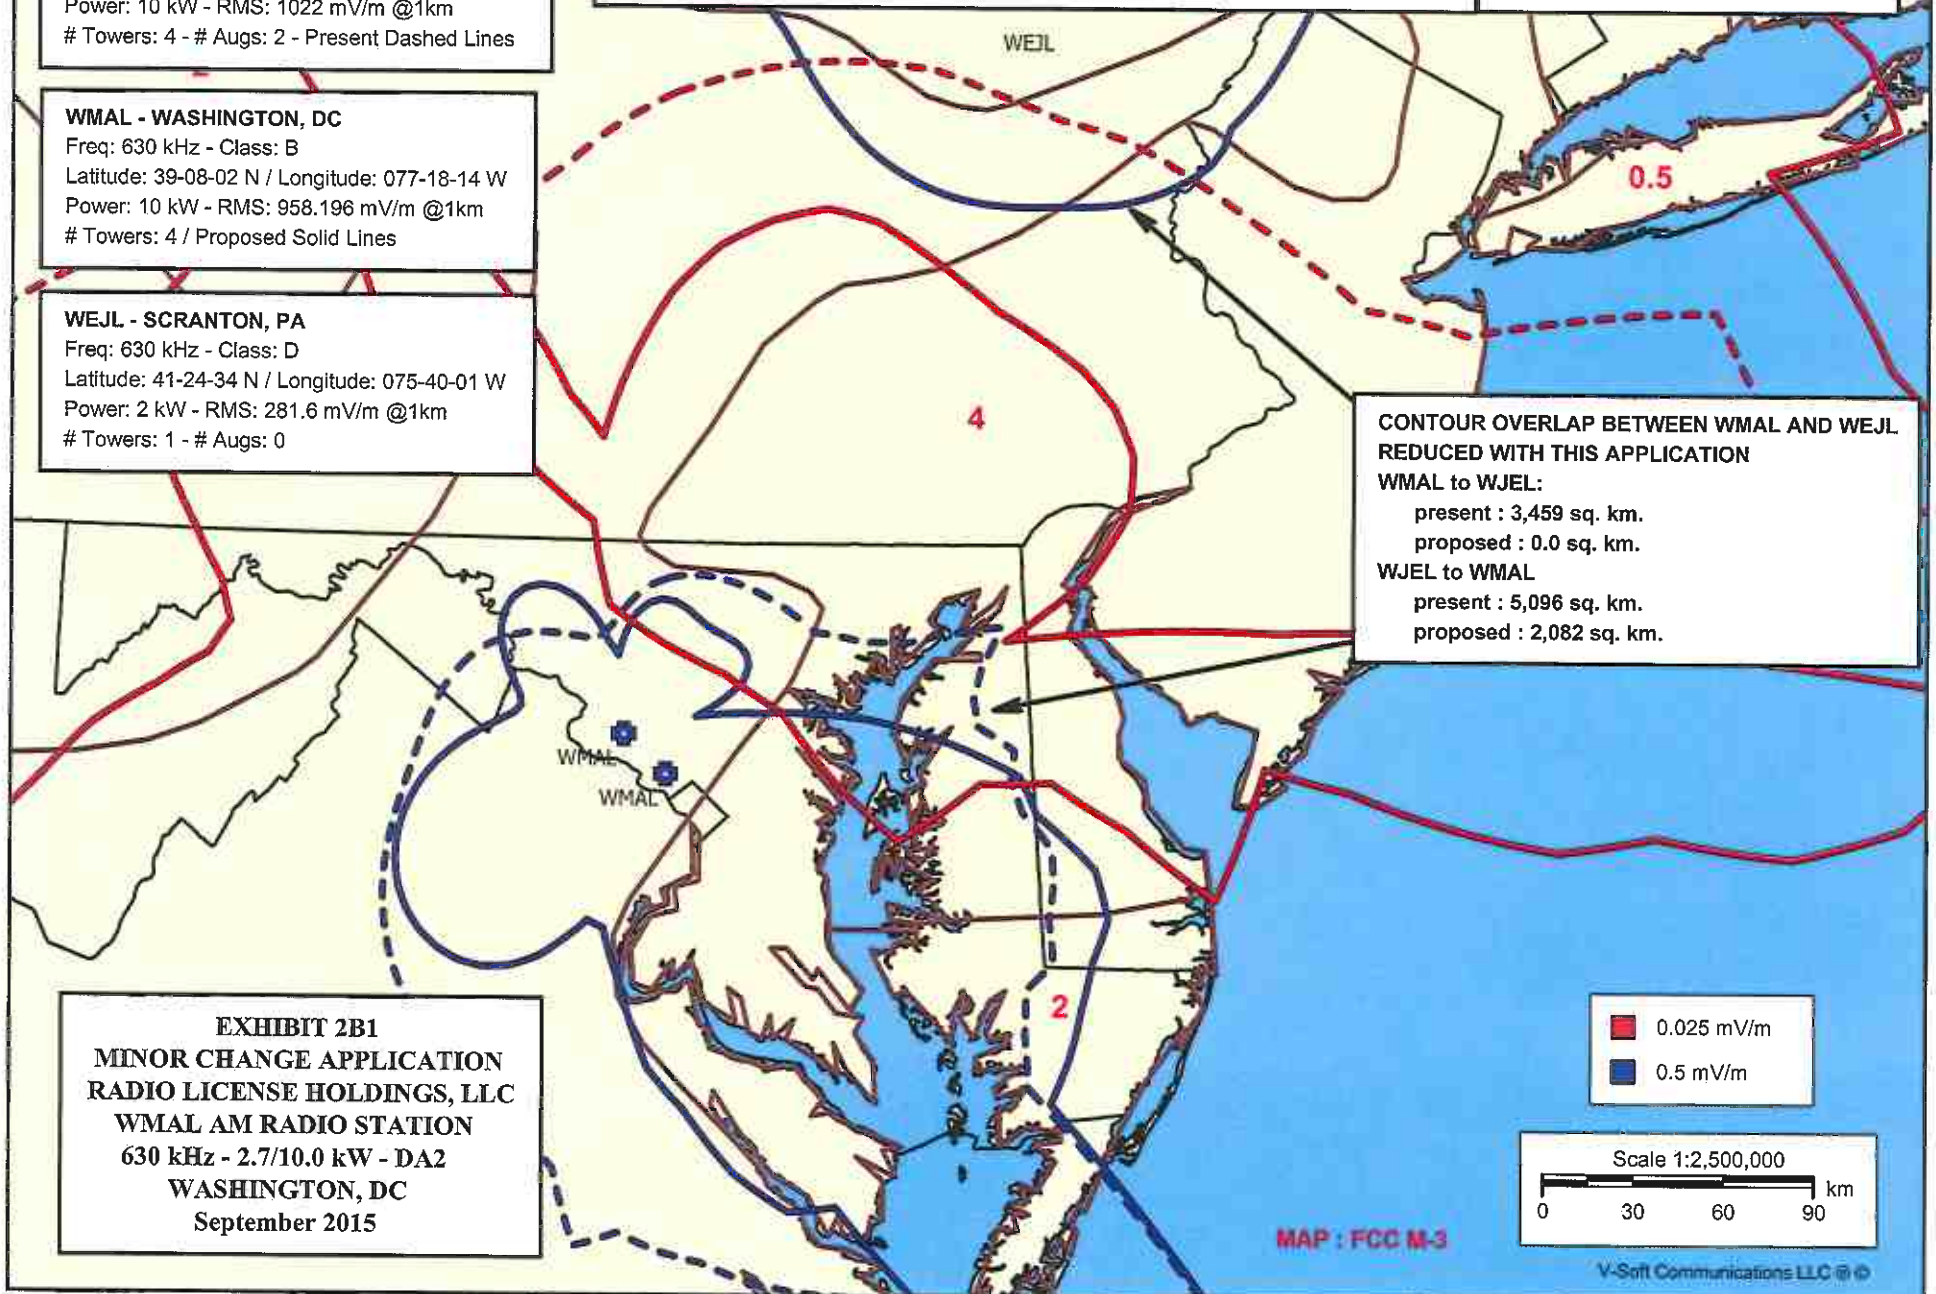 Power: 10 kW - RMS: 1022 mV/m @1km
# Towers: 4 - # Augs: 2 - Present Dashed Lines
WEJL
WMAL - WASHINGTON, DC
Freq: 630 kHz - Class: B
Latitude: 39-08-02 N / Longitude: 077-18-14 W
Power: 10 kW - RMS: 958.196 mV/m @1km
# Towers: 4 / Proposed Solid Lines
0.5
WEJL - SCRANTON, PA
Freq: 630 kHz - Class: D
Latitude: 41-24-34 N / Longitude: 075-40-01 W
Power: 2 kW - RMS: 281.6 mV/m @1km
# Towers: 1 - # Augs: 0
4
CONTOUR OVERLAP BETWEEN WMAL AND WEJL
REDUCED WITH THIS APPLICATION
WMAL to WJEL:
present : 3,459 sq. km.
proposed : 0.0 sq. km.
WJEL to WMAL
present : 5,096 sq. km.
proposed : 2,082 sq. km.
WMAL
WMAL
2
EXHIBIT 2B1
MINOR CHANGE APPLICATION
RADIO LICENSE HOLDINGS, LLC
WMAL AM RADIO STATION
630 kHz - 2.7/10.0 kW - DA2
WASHINGTON, DC
September 2015
0.025 mV/m
0.5 mV/m
Scale 1:2,500,000
km
0 30 60 90
MAP : FCC M-3
V-Soft Communications LLC ® ©